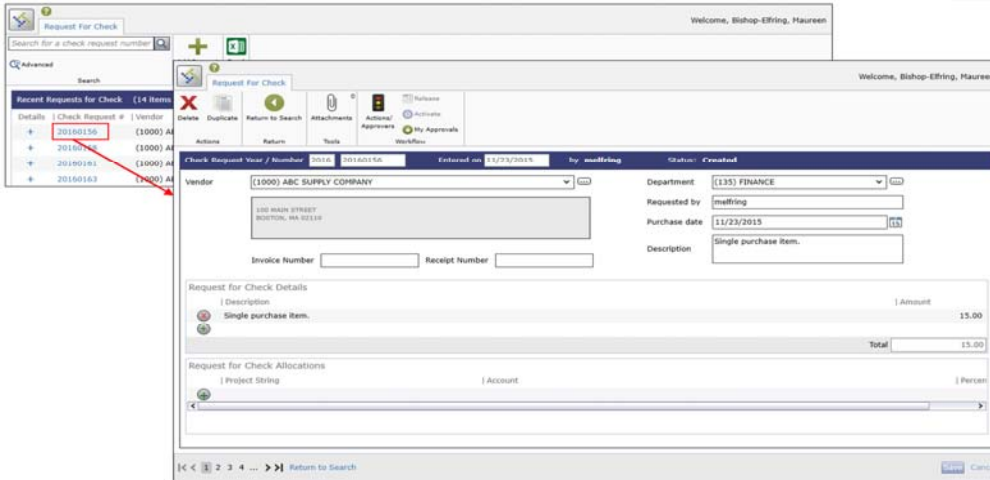 Request For Check
Welcome, Bishop-Elfring, Maureen
Search for a check request number
Advanced
Search
Recent Requests for Check (14 items
Details | Check Request # | Vendor
20160156 (1000) A
(1000) A
20160161 (1000) A
20160163 (1000) A
Request For Check
Welcome, Bishop-Elfring, Mauree
Delete Duplicate Return to Search Attachments 0 Actions/ Approvers Release
Activate
My Approvals
Actions Return Tools Workflow
Check Request Year / Number 2016 20160156 Entered on 11/23/2015 by melfring Status: Created
Vendor (1000) ABC SUPPLY COMPANY Department (135) FINANCE
100 MAIN STREET Requested by melfring
BOSTON, MA 02110 Purchase date 11/23/2015
Description Single purchase item.
Invoice Number Receipt Number
Request for Check Details
| Description | Amount
Single purchase item. 15.00
Total 15.00
Request for Check Allocations
| Project String | Account | Percen
1 2 3 4 ... Return to Search Save Canc